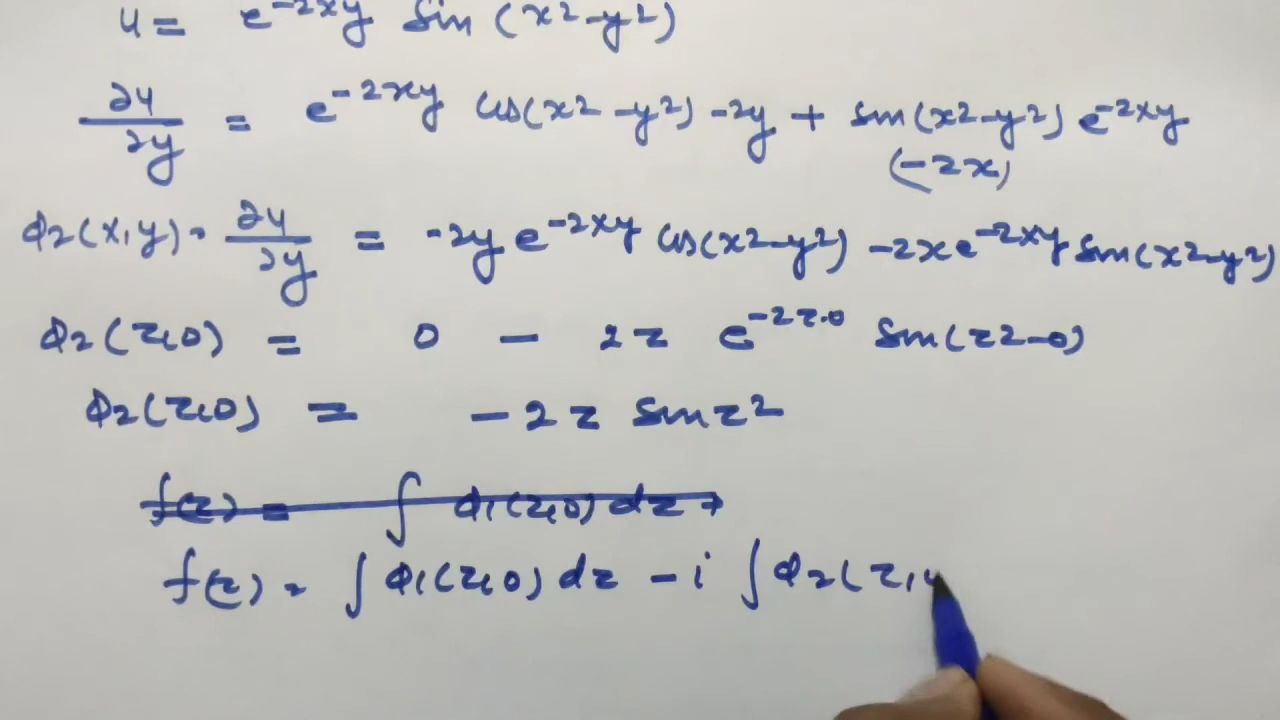 u = e^-2xy sin (x²-y²)
∂u/∂y = e^-2xy cos(x²-y²) -2y + sin(x²-y²) e^-2xy
(-2x)
Φ2(x,y) = ∂u/∂y = -2y e^-2xy cos(x²-y²) -2x e^-2xy sin(x²-y²)
Φ2(z,0) = 0 - 2z e^-2z.0 sin(z²-0)
Φ2(z,0) = -2z sin z²
f(z) = ∫ Φ1(z,0) dz +
f(z) = ∫ Φ1(z,0) dz - i ∫ Φ2(z,